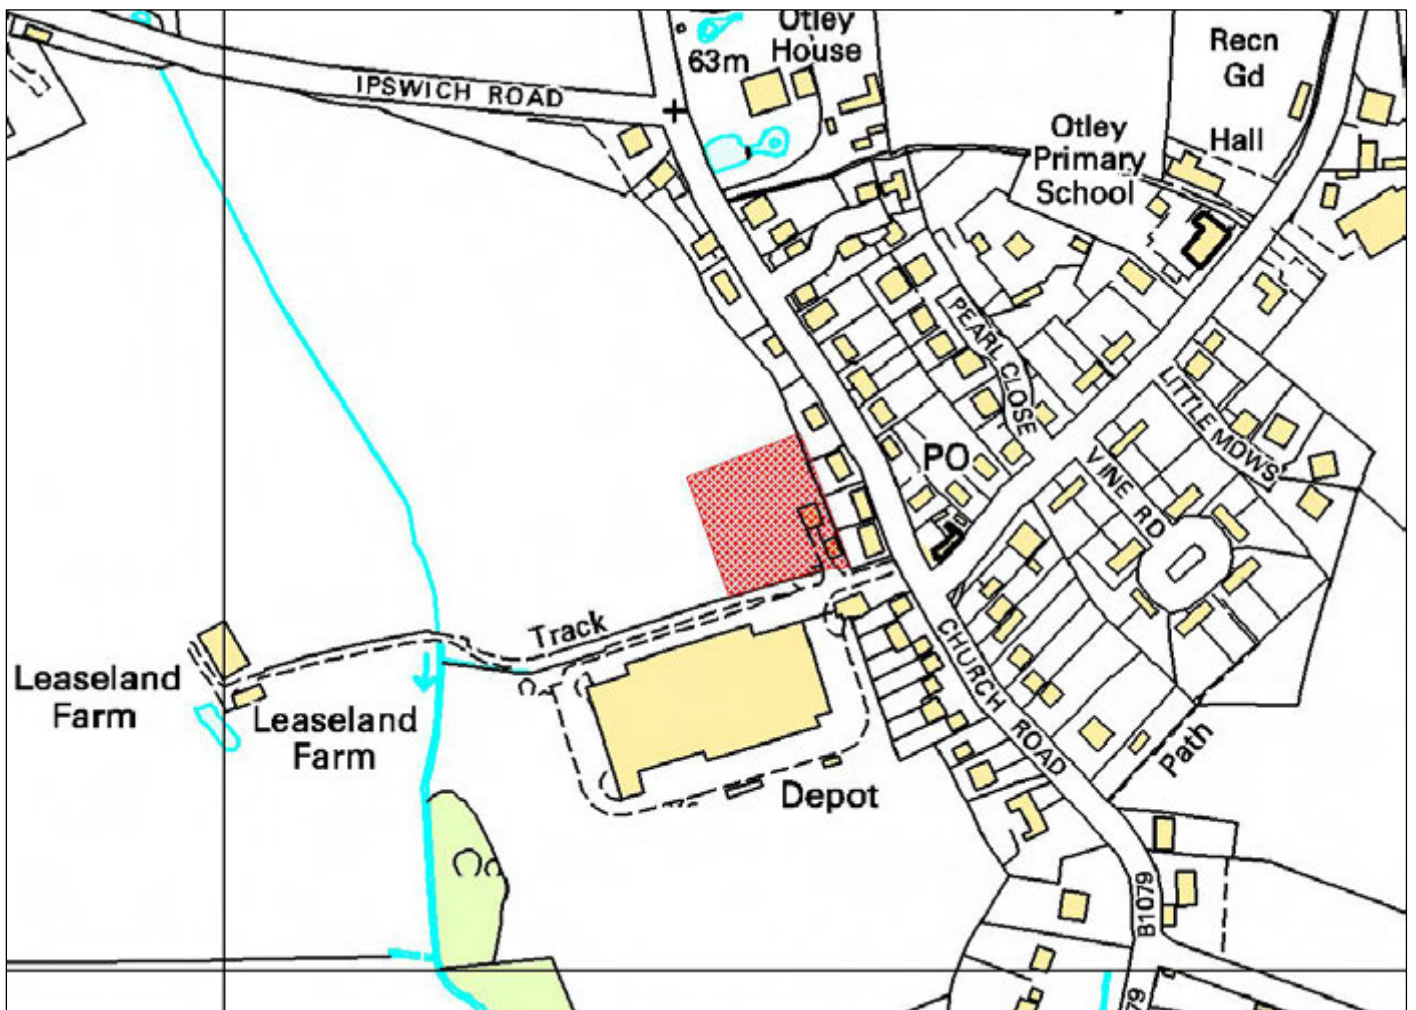 Otley
House
63m
IPSWICH ROAD
Recn
Gd
Hall
Otley
Primary
School
PEARL CLOSE
LITTLE MDWS
PO
VINE RD
Track
CHURCH ROAD
Leaseland
Farm
Leaseland
Farm
Depot
Path
B1079
79